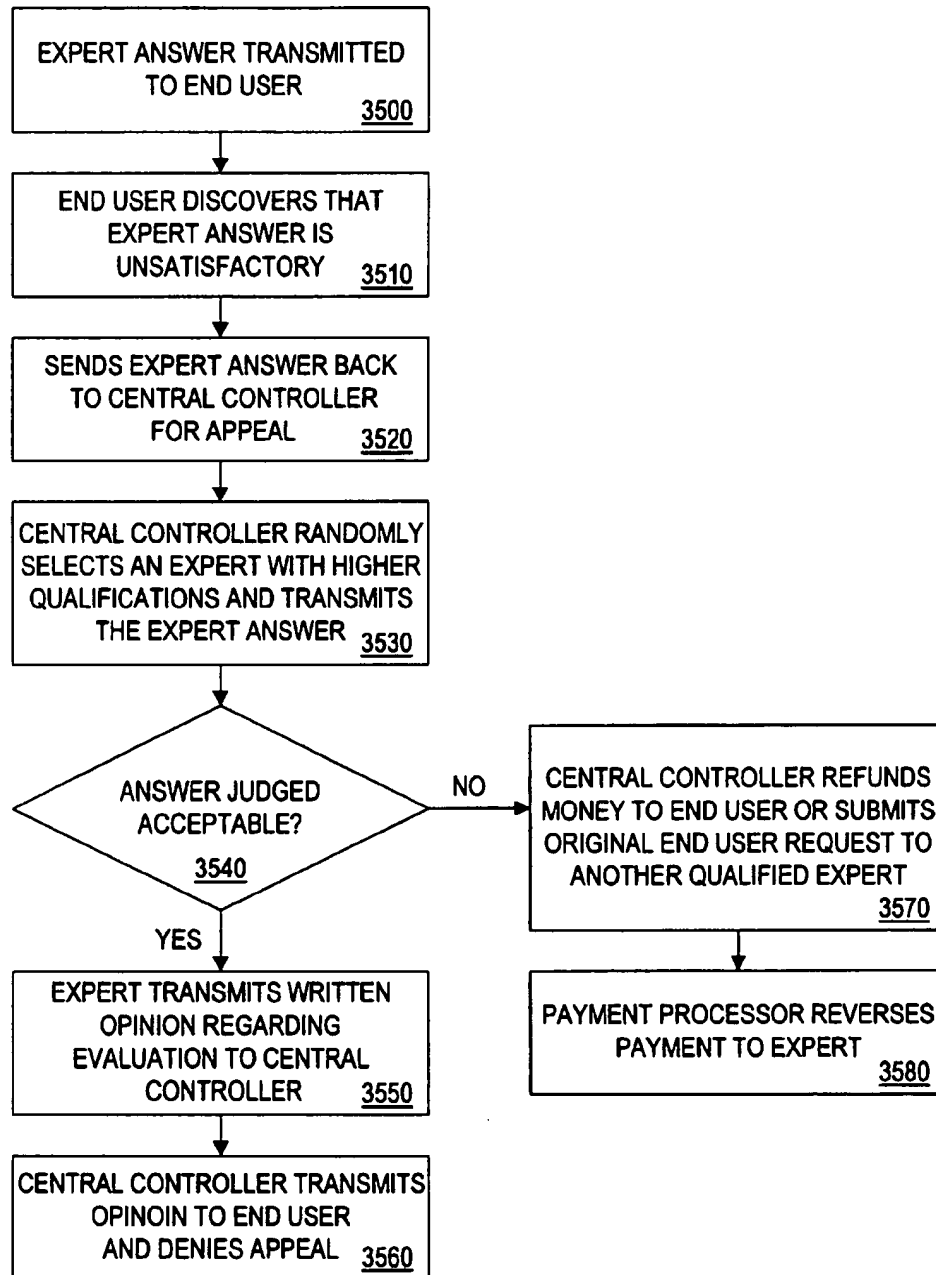 EXPERT ANSWER TRANSMITTED
TO END USER
3500
END USER DISCOVERS THAT
EXPERT ANSWER IS
UNSATISFACTORY
3510
SENDS EXPERT ANSWER BACK
TO CENTRAL CONTROLLER
FOR APPEAL
3520
CENTRAL CONTROLLER RANDOMLY
SELECTS AN EXPERT WITH HIGHER
QUALIFICATIONS AND TRANSMITS
THE EXPERT ANSWER
3530
ANSWER JUDGED
ACCEPTABLE?
3540
NO
CENTRAL CONTROLLER REFUNDS
MONEY TO END USER OR SUBMITS
ORIGINAL END USER REQUEST TO
ANOTHER QUALIFIED EXPERT
3570
PAYMENT PROCESSOR REVERSES
PAYMENT TO EXPERT
3580
YES
EXPERT TRANSMITS WRITTEN
OPINION REGARDING
EVALUATION TO CENTRAL
CONTROLLER
3550
CENTRAL CONTROLLER TRANSMITS
OPINOIN TO END USER
AND DENIES APPEAL
3560